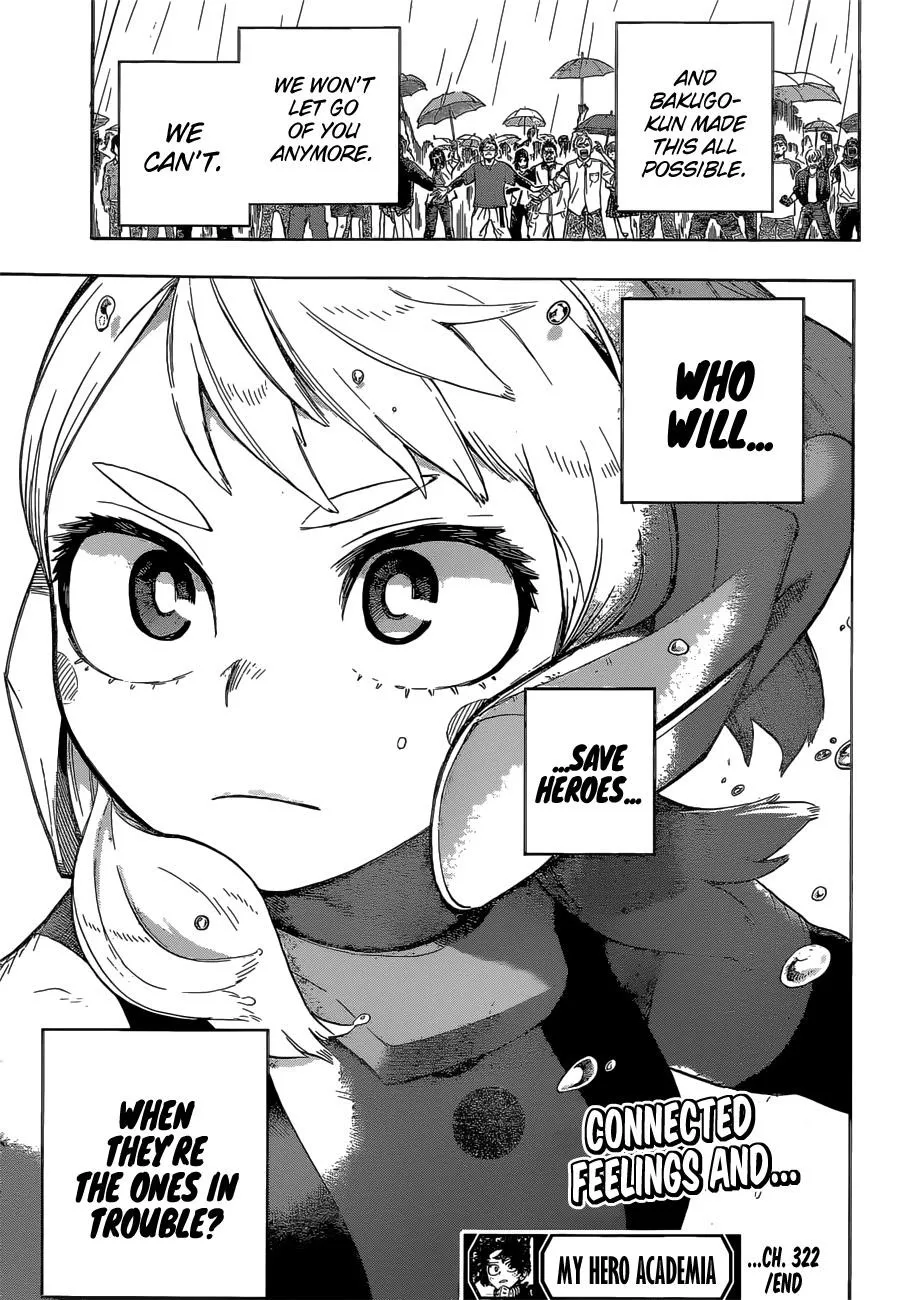 AND
BAKUGO-
KUN MADE
THIS ALL
POSSIBLE.
WE WON'T
LET GO
OF YOU
ANYMORE.
WE
CAN'T.
WHO
WILL...
...SAVE
HEROES...
WHEN
THEY'RE
THE ONES IN
TROUBLE?
CONNECTED
FEELINGS AND...
MY HERO ACADEMIA
...CH. 322
/END